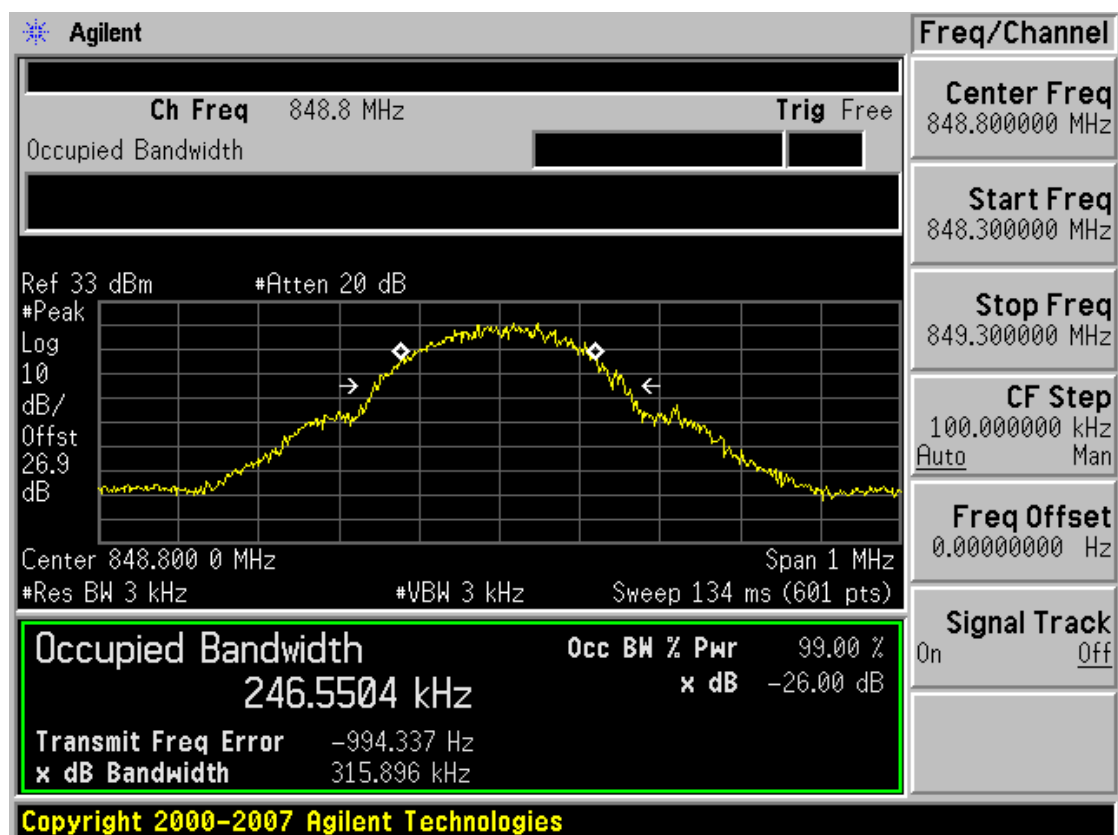 Agilent
Freq/Channel
Ch Freq 848.8 MHz Trig Free
Occupied Bandwidth
Center Freq
848.800000 MHz
Start Freq
848.300000 MHz
Stop Freq
849.300000 MHz
CF Step
100.000000 kHz
Auto Man
Freq Offset
0.00000000 Hz
Signal Track
On Off
Ref 33 dBm #Atten 20 dB
#Peak
Log
10
dB/
Offst
26.9
dB
Center 848.800 0 MHz Span 1 MHz
#Res BW 3 kHz #VBW 3 kHz Sweep 134 ms (601 pts)
Occupied Bandwidth Occ BW % Pwr 99.00 %
246.5504 kHz x dB -26.00 dB
Transmit Freq Error -994.337 Hz
x dB Bandwidth 315.896 kHz
Copyright 2000-2007 Agilent Technologies